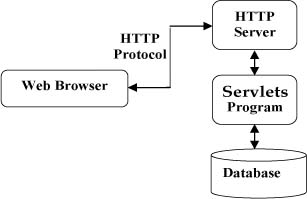 HTTP
Server
HTTP
Protocol
Web Browser
Servlets
Program
Database